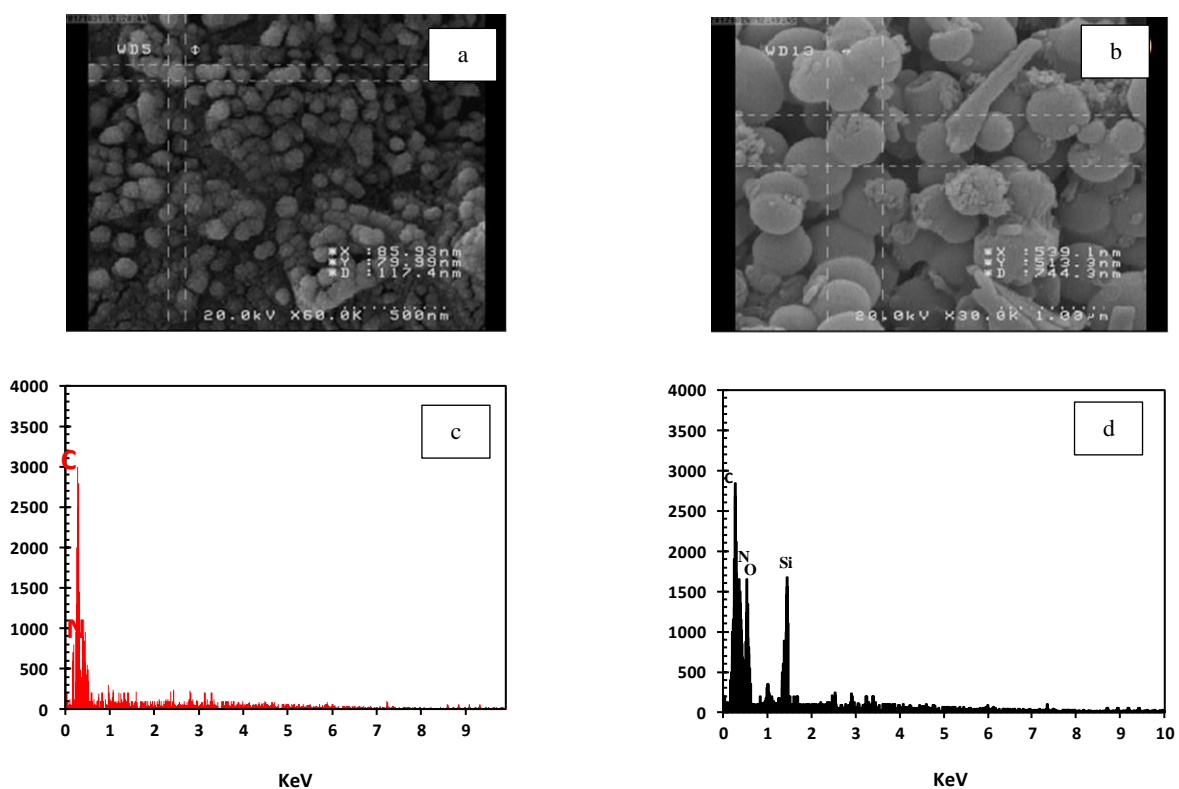 a
WD5
X :85.93nm
Y :79.99nm
D :117.4nm
20.0kV X60.0K 500nm
b
WD13
X :539.1nm
Y :513.3nm
D :744.3nm
20.0kV X30.0K 1.00µm
4000
3500
3000
2500
2000
1500
1000
500
0
C
N
c
0 1 2 3 4 5 6 7 8 9
KeV
4000
3500
3000
2500
2000
1500
1000
500
0
C
N
O
Si
d
0 1 2 3 4 5 6 7 8 9 10
KeV